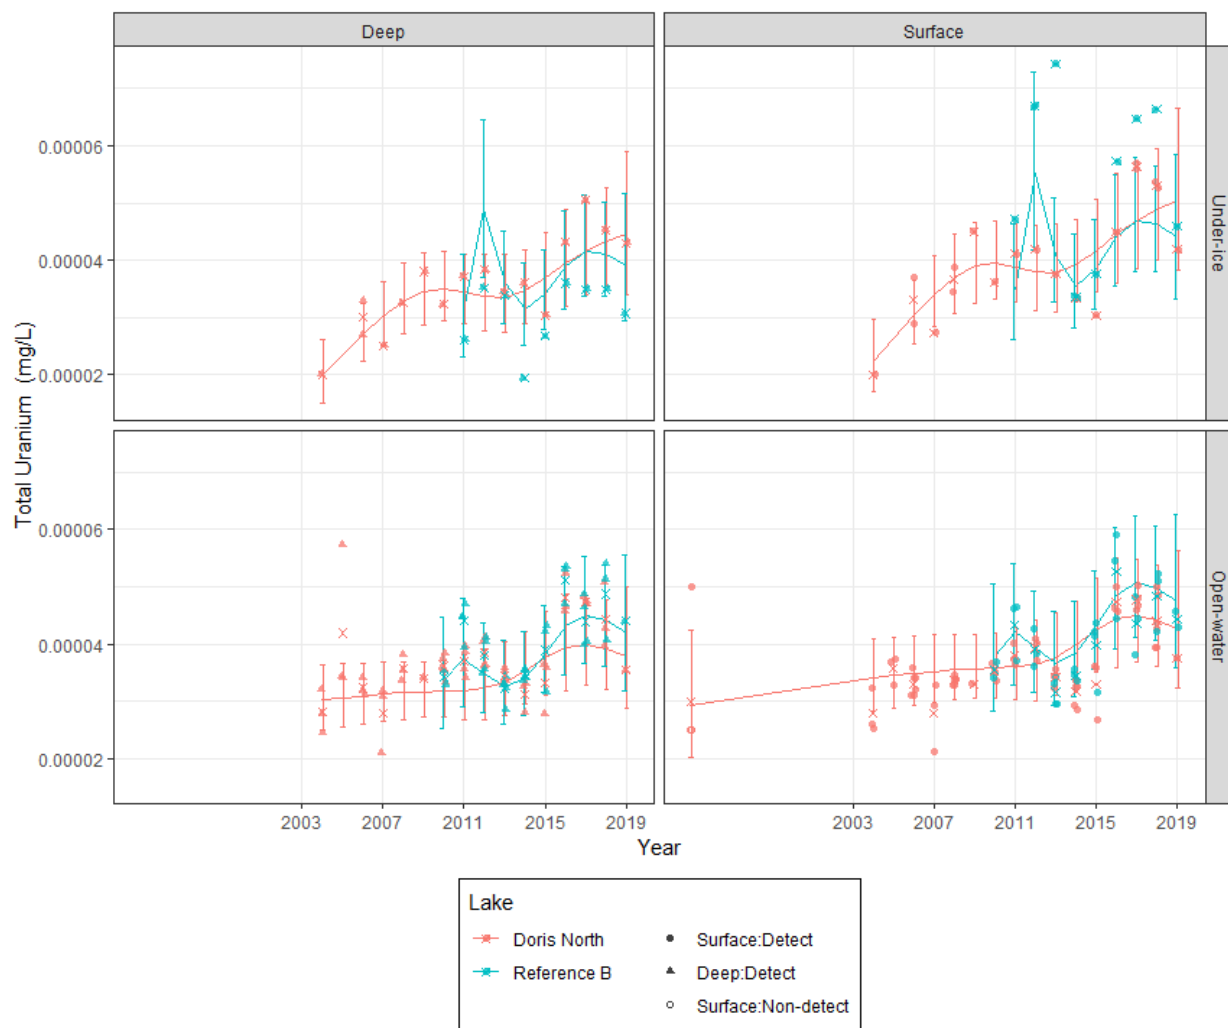 Deep Surface
Total Uranium (mg/L)
0.00006
0.00004
0.00002
Under-ice
0.00006
0.00004
0.00002
Open-water
2003 2007 2011 2015 2019 2003 2007 2011 2015 2019
Year
Lake
Doris North Surface:Detect
Reference B Deep:Detect
Surface:Non-detect